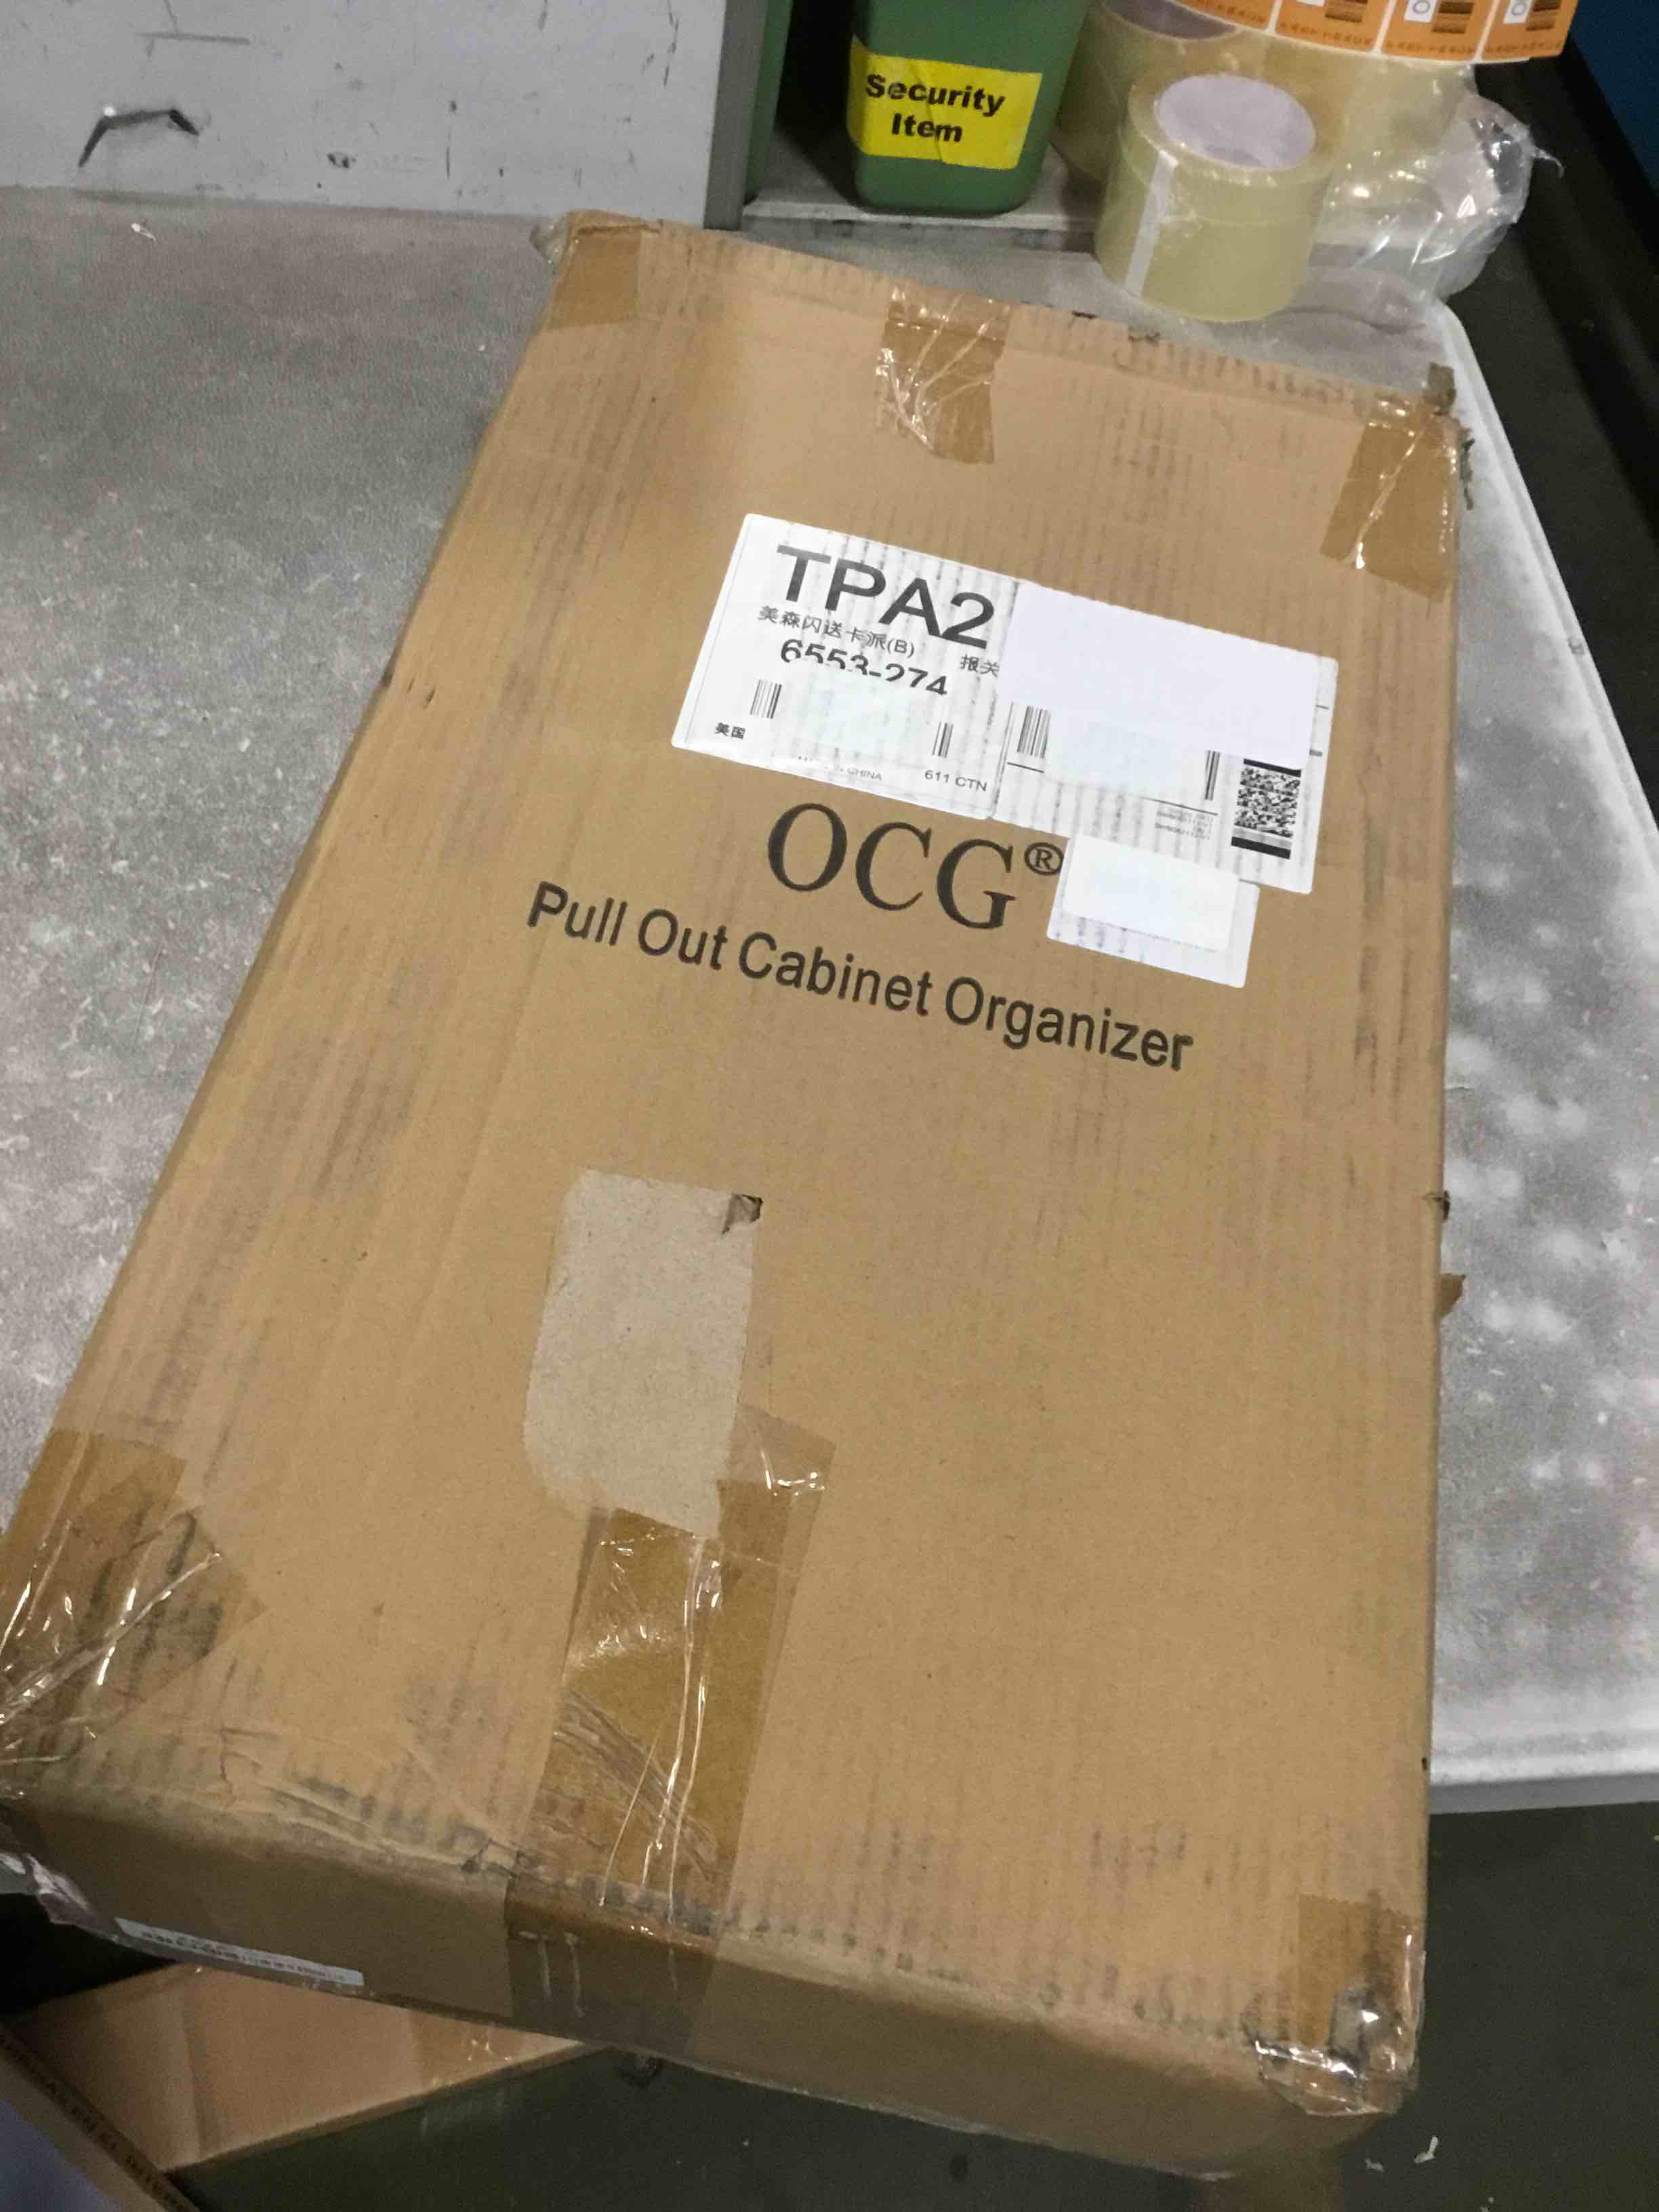 Security
Item
TPA2
美森闪送卡派(B)
报关
6553-274
美国
IN CHINA
611 CTN
OCG®
Pull Out Cabinet Organizer